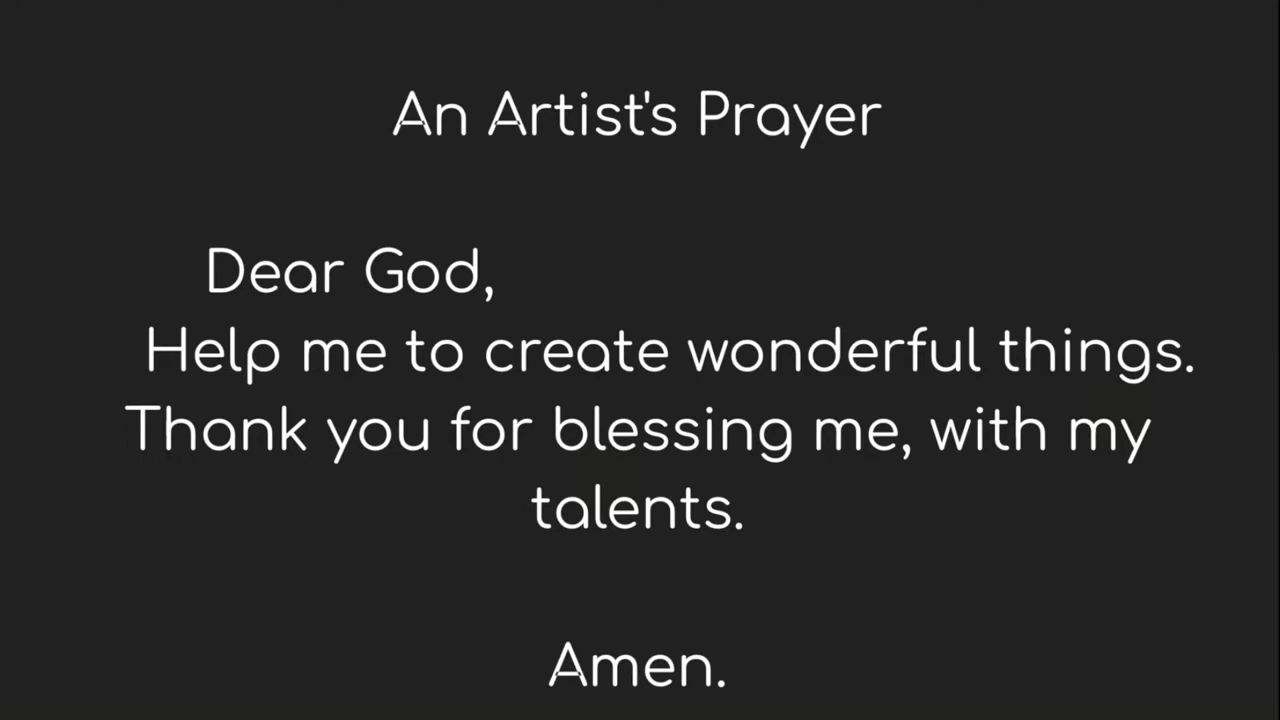 An Artist's Prayer
Dear God,
Help me to create wonderful things.
Thank you for blessing me, with my
talents.
Amen.